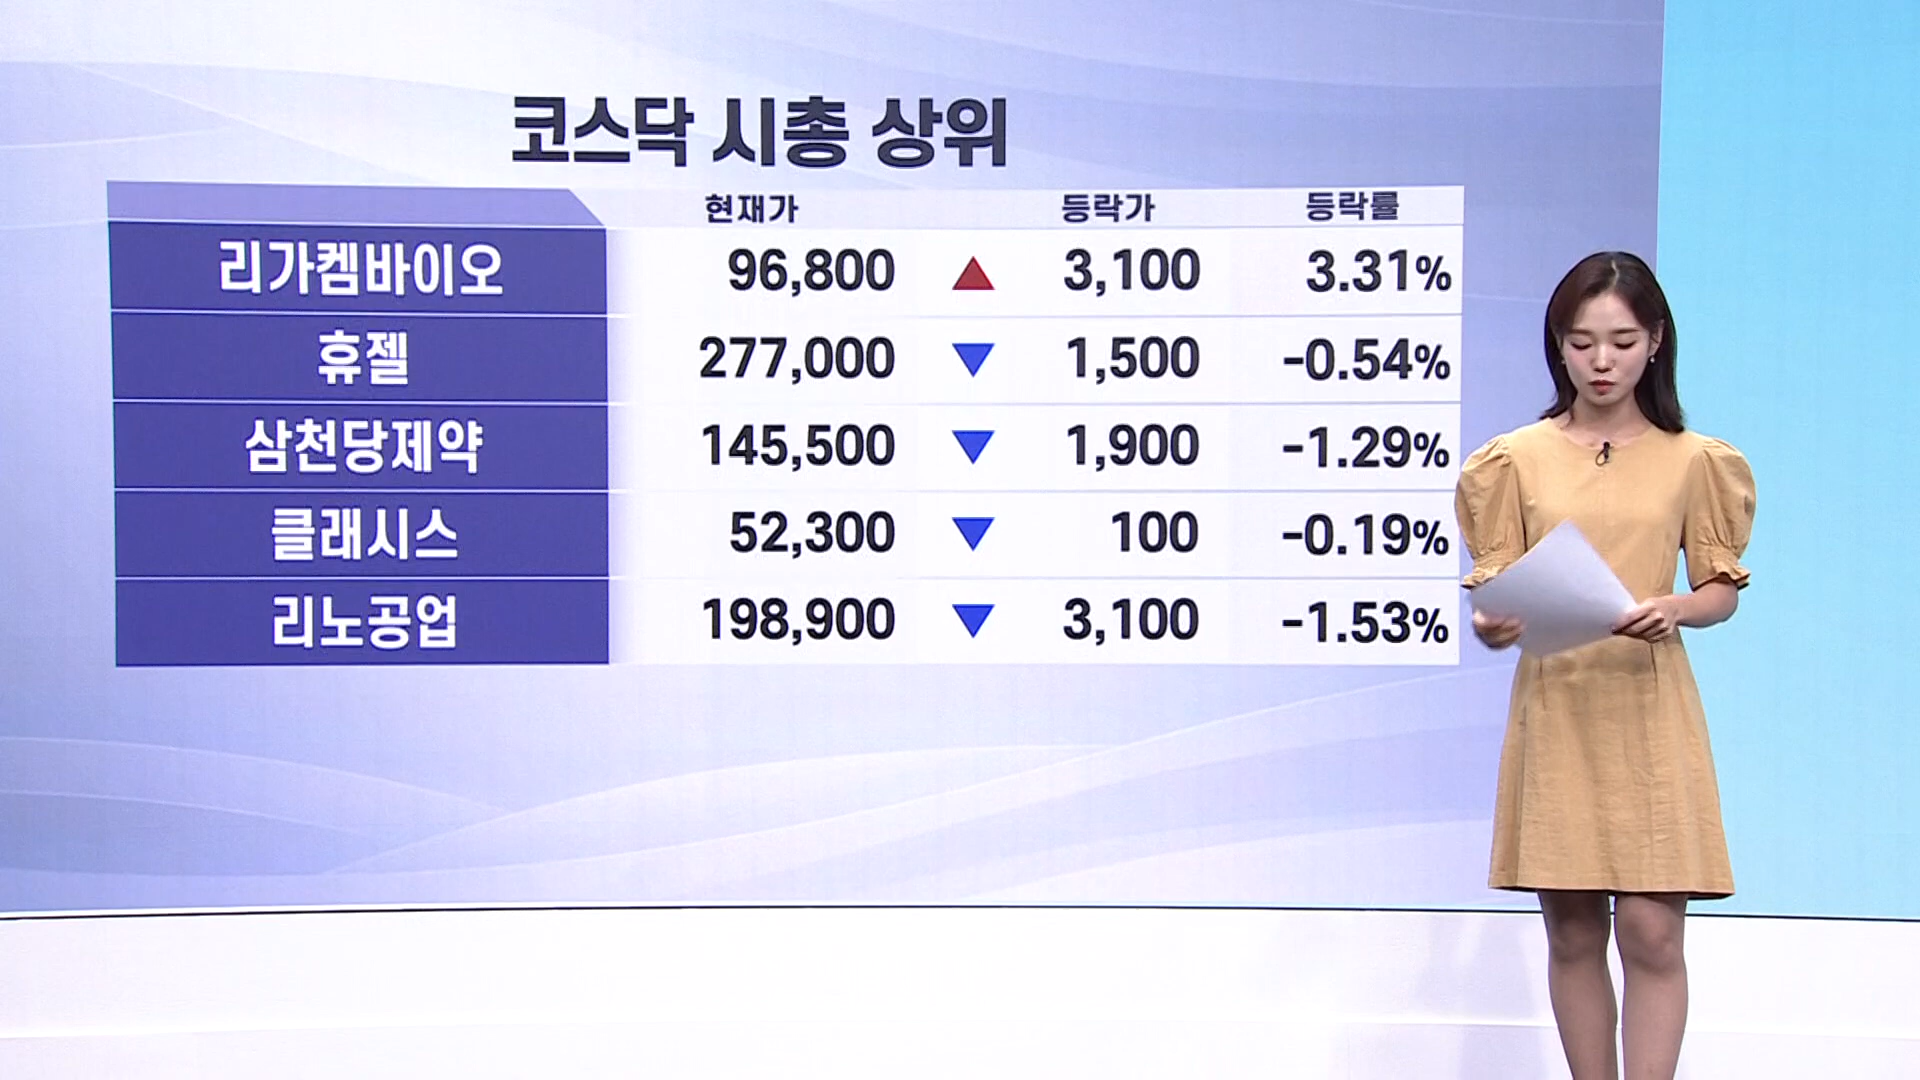 코스닥 시총 상위
현재가 등락가 등락률
리가켐바이오 96,800 ▲ 3,100 3.31%
휴젤 277,000 ▼ 1,500 -0.54%
삼천당제약 145,500 ▼ 1,900 -1.29%
클래시스 52,300 ▼ 100 -0.19%
리노공업 198,900 ▼ 3,100 -1.53%